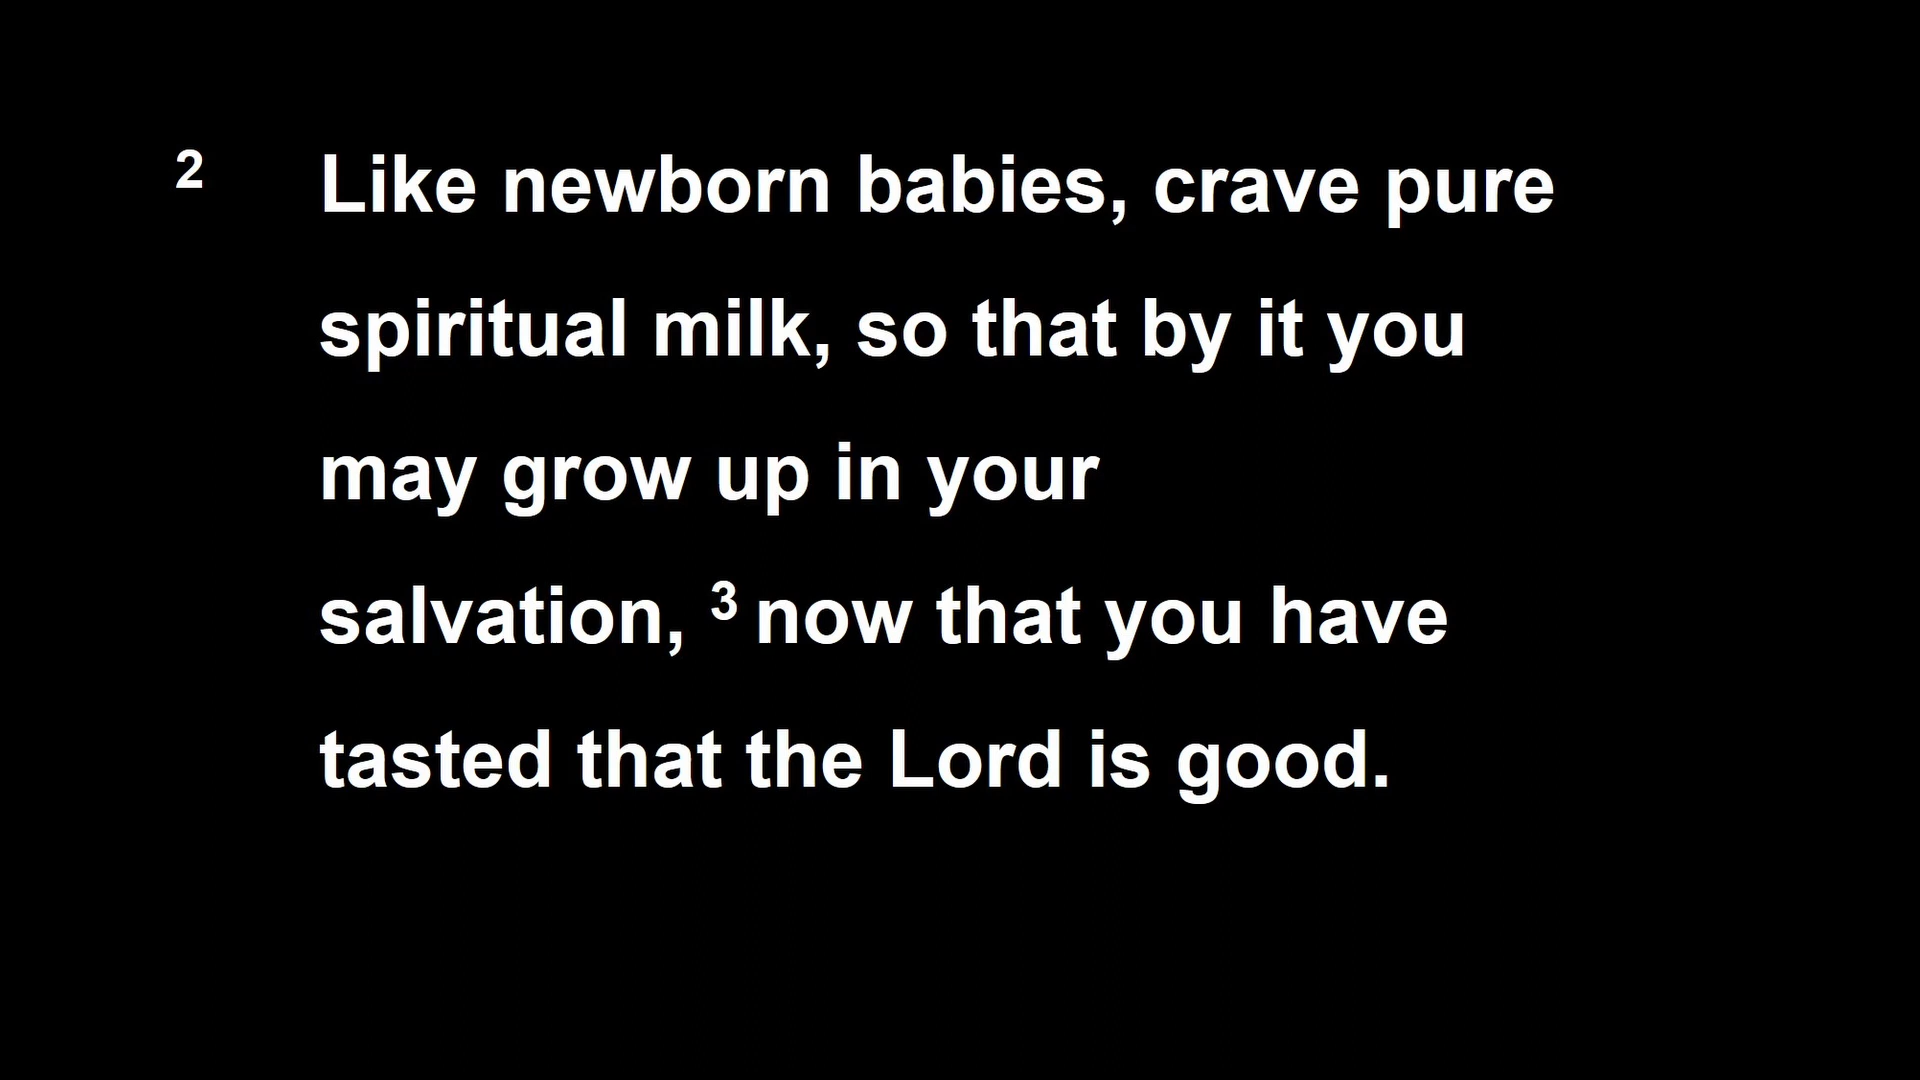 2 Like newborn babies, crave pure
spiritual milk, so that by it you
may grow up in your
salvation, 3 now that you have
tasted that the Lord is good.